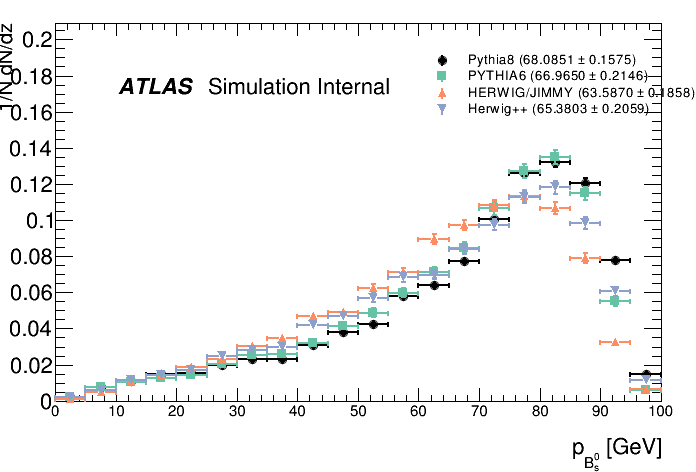 1/N dN/dz
0.2
0.18
0.16
0.14
0.12
0.1
0.08
0.06
0.04
0.02
0
ATLAS Simulation Internal
Pythia8 (68.0851 ± 0.1575)
PYTHIA6 (66.9650 ± 0.2146)
HERWIG/JIMMY (63.5870 ± 0.1858)
Herwig++ (65.3803 ± 0.2059)
0 10 20 30 40 50 60 70 80 90 100
p_{B_s^0} [GeV]